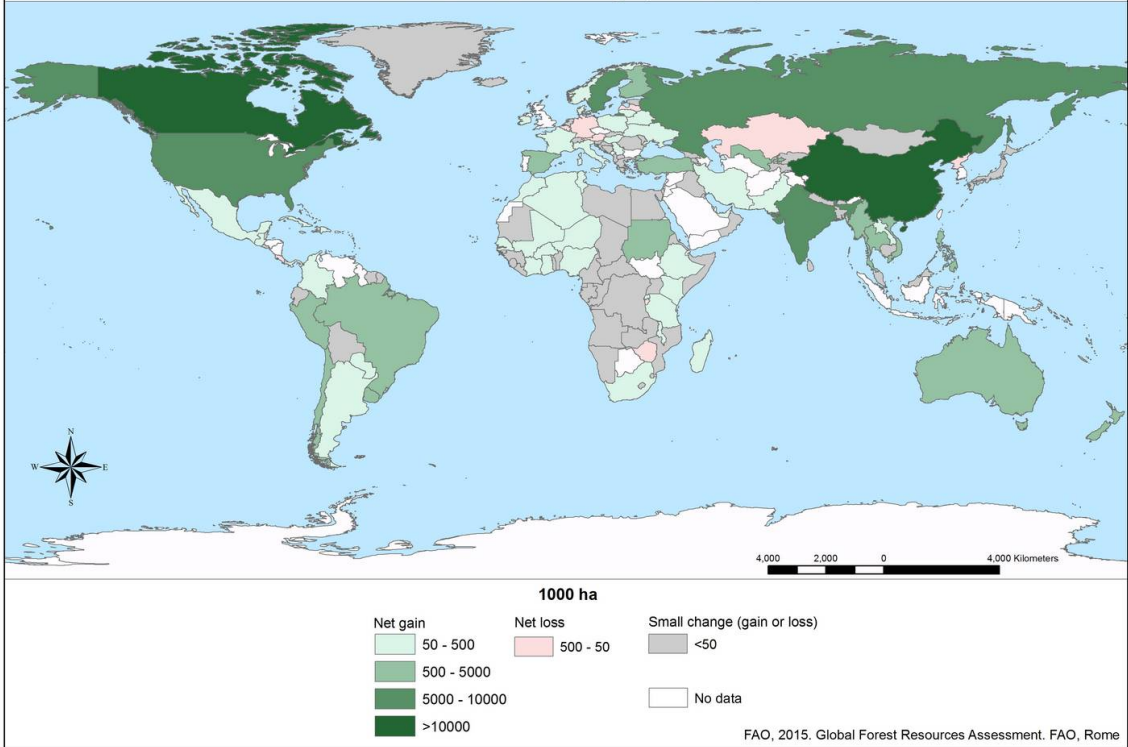 N
W E
S
4,000 2,000 0 4,000 Kilometers
1000 ha
Net gain
50 - 500
500 - 5000
5000 - 10000
>10000
Net loss
500 - 50
Small change (gain or loss)
<50
No data
FAO, 2015. Global Forest Resources Assessment. FAO, Rome